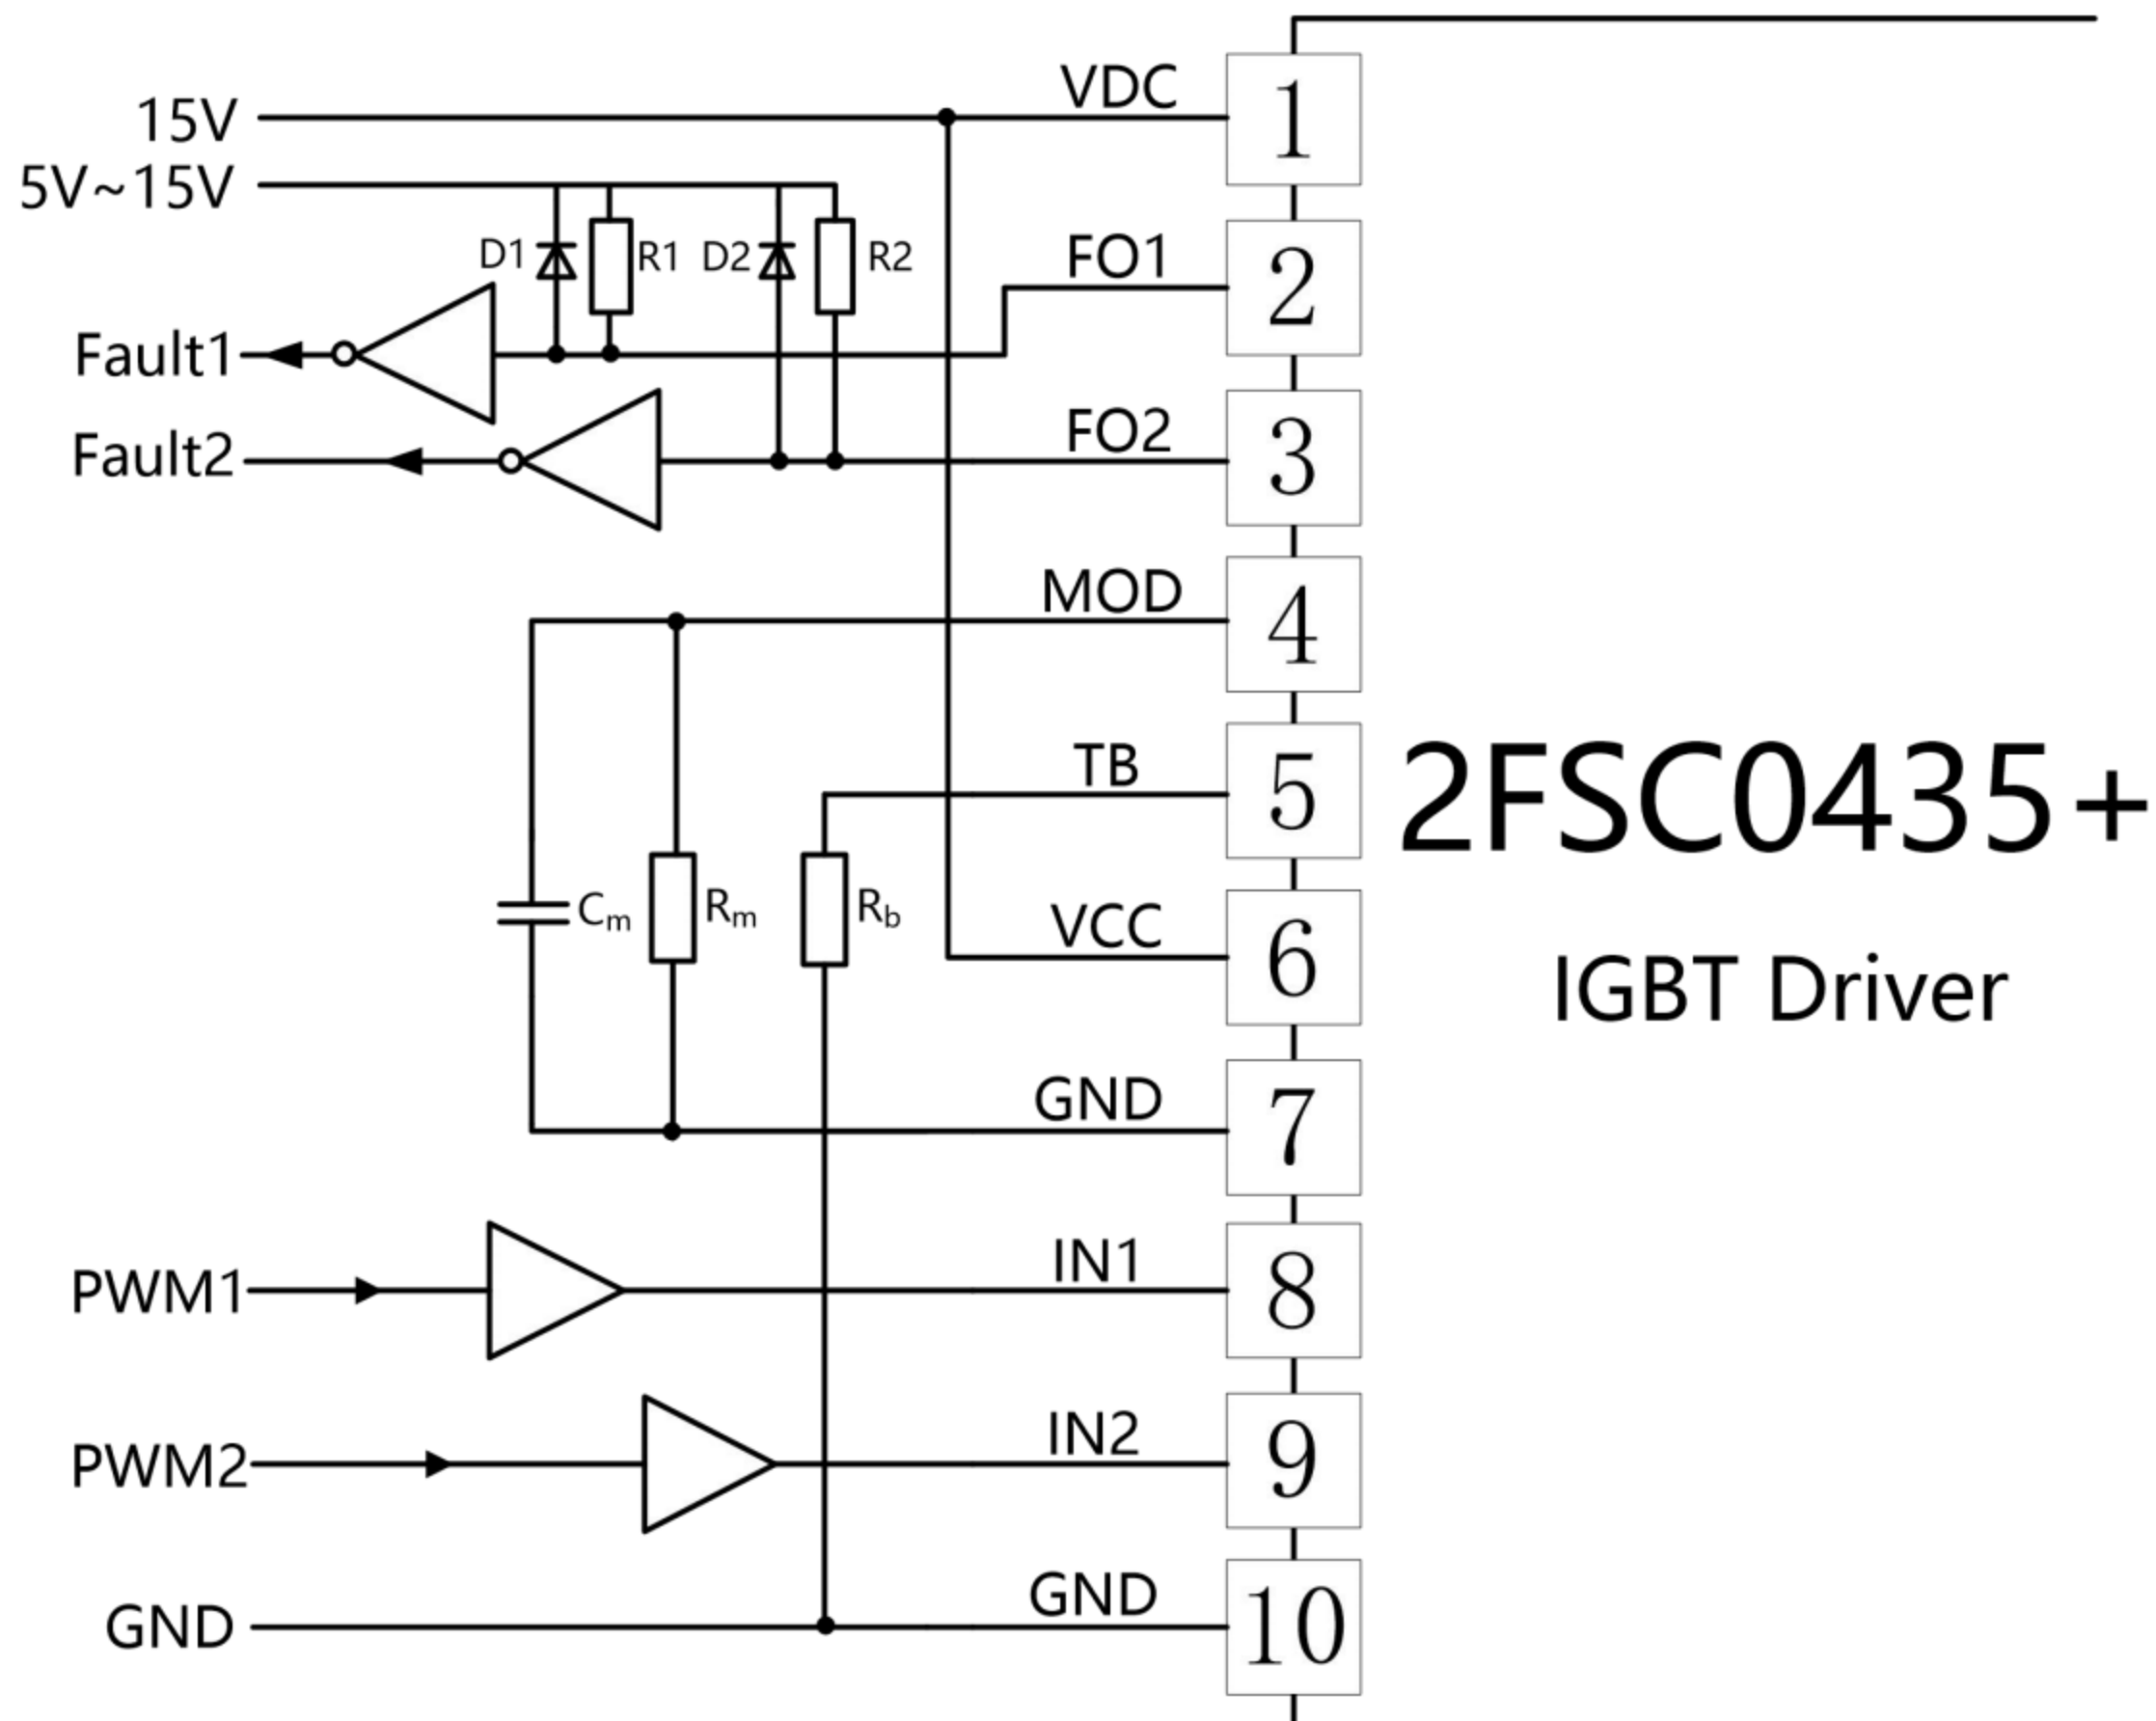 15V
VDC
1
5V~15V
D1
R1
D2
R2
FO1
2
Fault1
Fault2
FO2
3
MOD
4
TB
5
2FSC0435+
Cm
Rm
Rb
VCC
6
IGBT Driver
GND
7
PWM1
IN1
8
PWM2
IN2
9
GND
GND
10